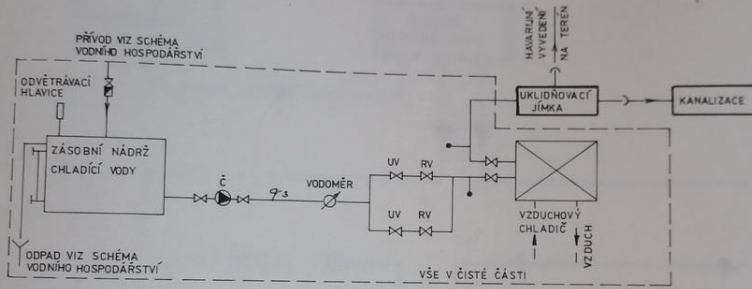 PŘÍVOD VIZ SCHÉMA
VODNÍHO HOSPODÁŘSTVÍ
ODVĚTRÁVACÍ
HLAVICE
ZÁSOBNÍ NÁDRŽ
CHLADÍCÍ VODY
ODPAD VIZ SCHÉMA
VODNÍHO HOSPODÁŘSTVÍ
Č
VODOMĚR
UV
RV
UV
RV
HAVARIJNÍ
VYVEDENÍ
NA TERÉN
UKLIDŇOVACÍ
JÍMKA
KANALIZACE
VZDUCHOVÝ
CHLADIČ
VZDUCH
VŠE V ČISTÉ ČÁSTI